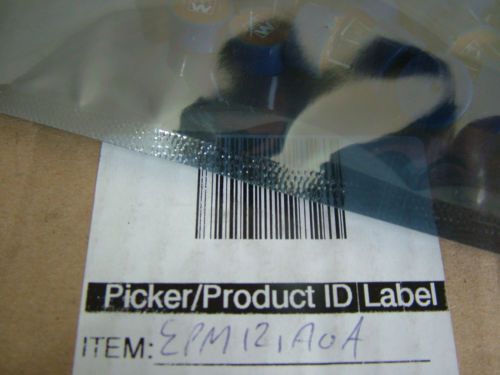 W
W
Picker/Product ID Label
ITEM: EPM121A0A